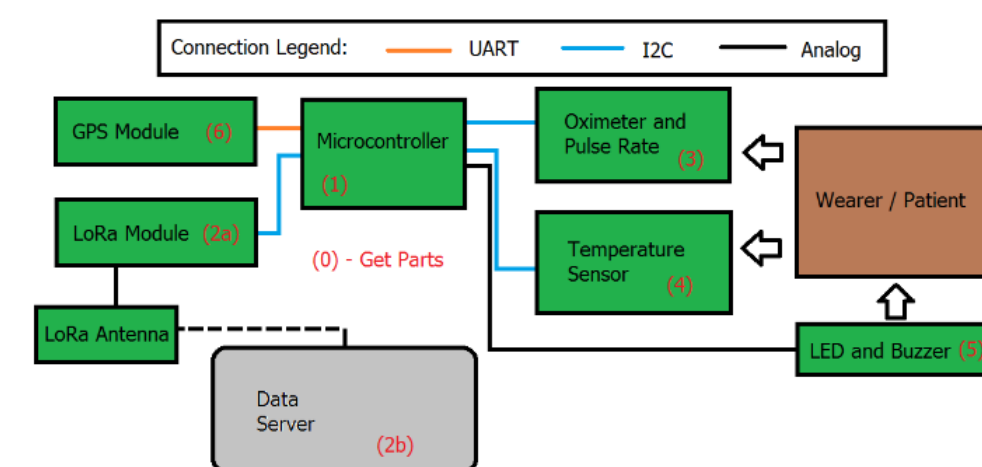 Connection Legend: UART I2C Analog
GPS Module (6)
Microcontroller
(1)
Oximeter and
Pulse Rate
(3)
Wearer / Patient
LoRa Module (2a)
(0) - Get Parts
Temperature
Sensor
(4)
LoRa Antenna
LED and Buzzer (5)
Data
Server
(2b)